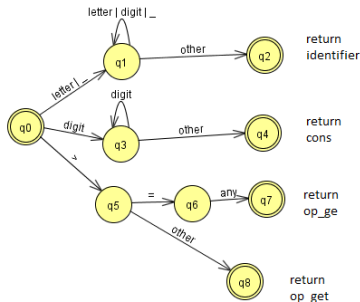 letter | digit | _
q1
other
q2
return
identifier
letter | _
q0
digit
digit
q3
other
q4
return
cons
>
q5
=
q6
any
q7
return
op_ge
other
q8
return
op_get